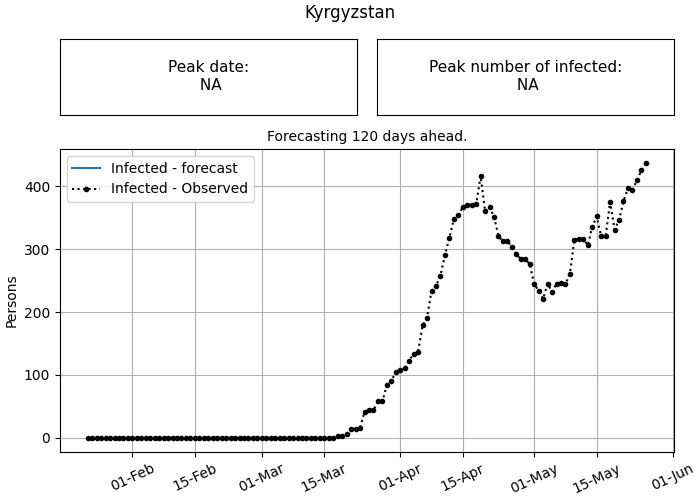 Kyrgyzstan
Peak date:
NA
Peak number of infected:
NA
Forecasting 120 days ahead.
Infected - forecast
Infected - Observed
Persons
400
300
200
100
0
01-Feb
15-Feb
01-Mar
15-Mar
01-Apr
15-Apr
01-May
15-May
01-Jun